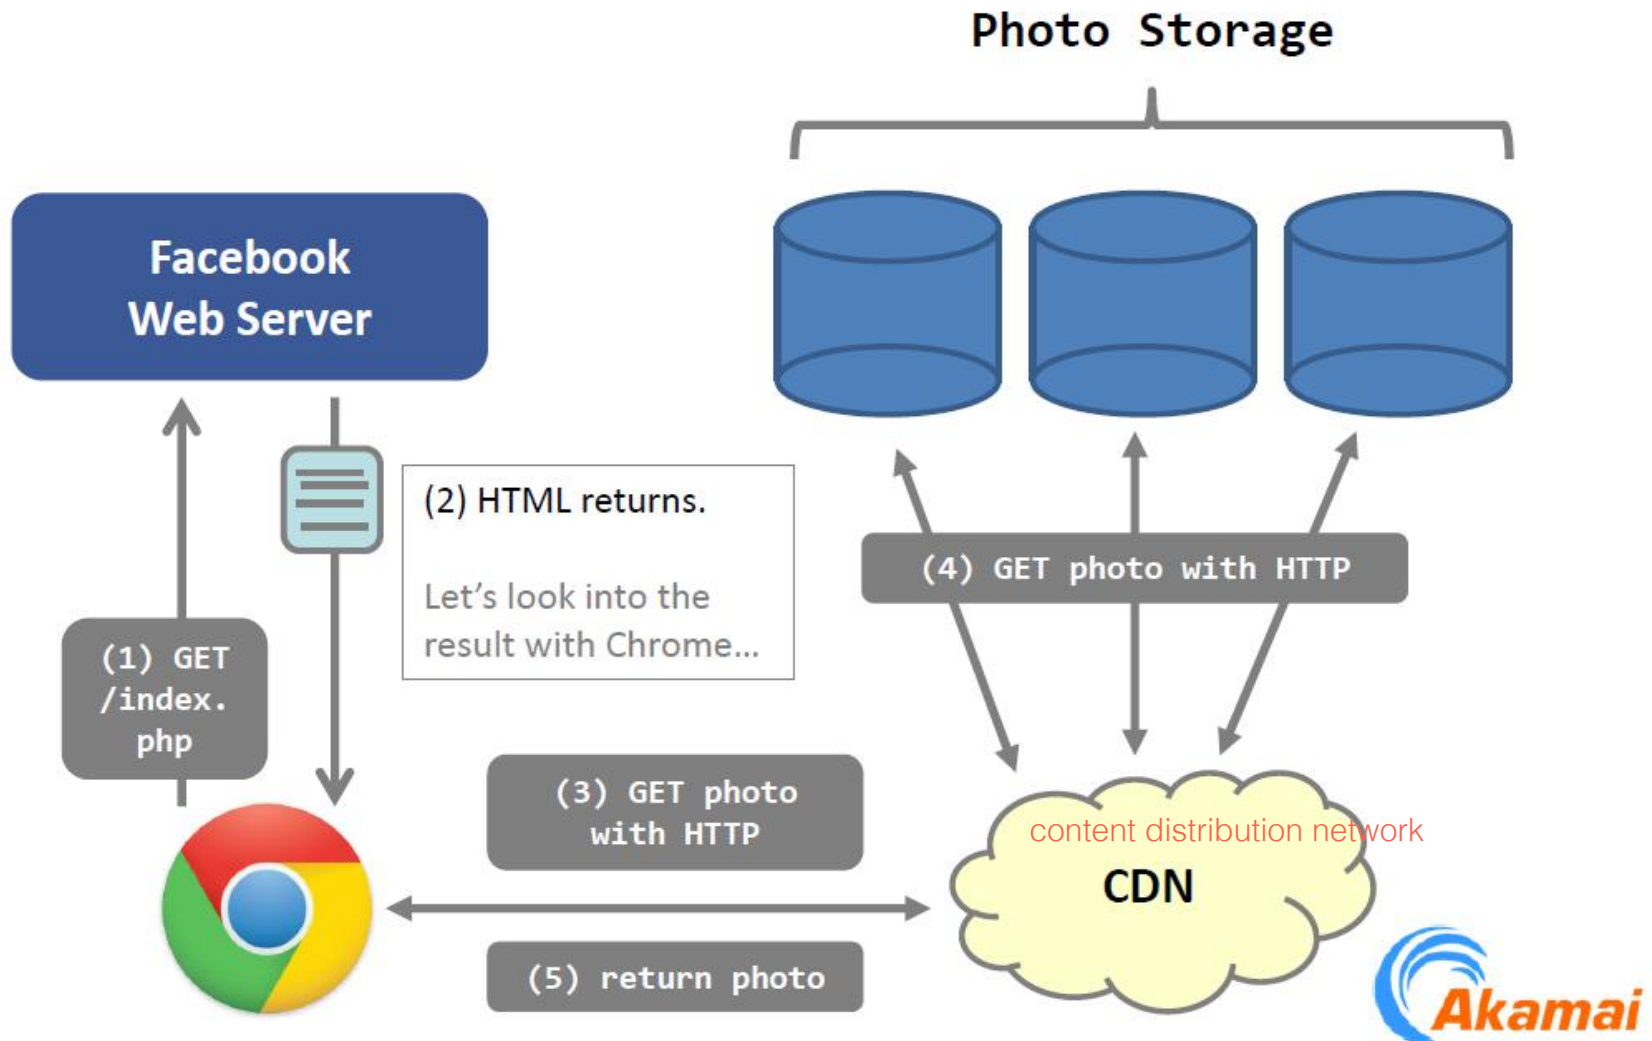 Photo Storage
Facebook
Web Server
(2) HTML returns.
Let's look into the
result with Chrome...
(4) GET photo with HTTP
(1) GET
/index.
php
(3) GET photo
with HTTP
content distribution network
CDN
(5) return photo
Akamai